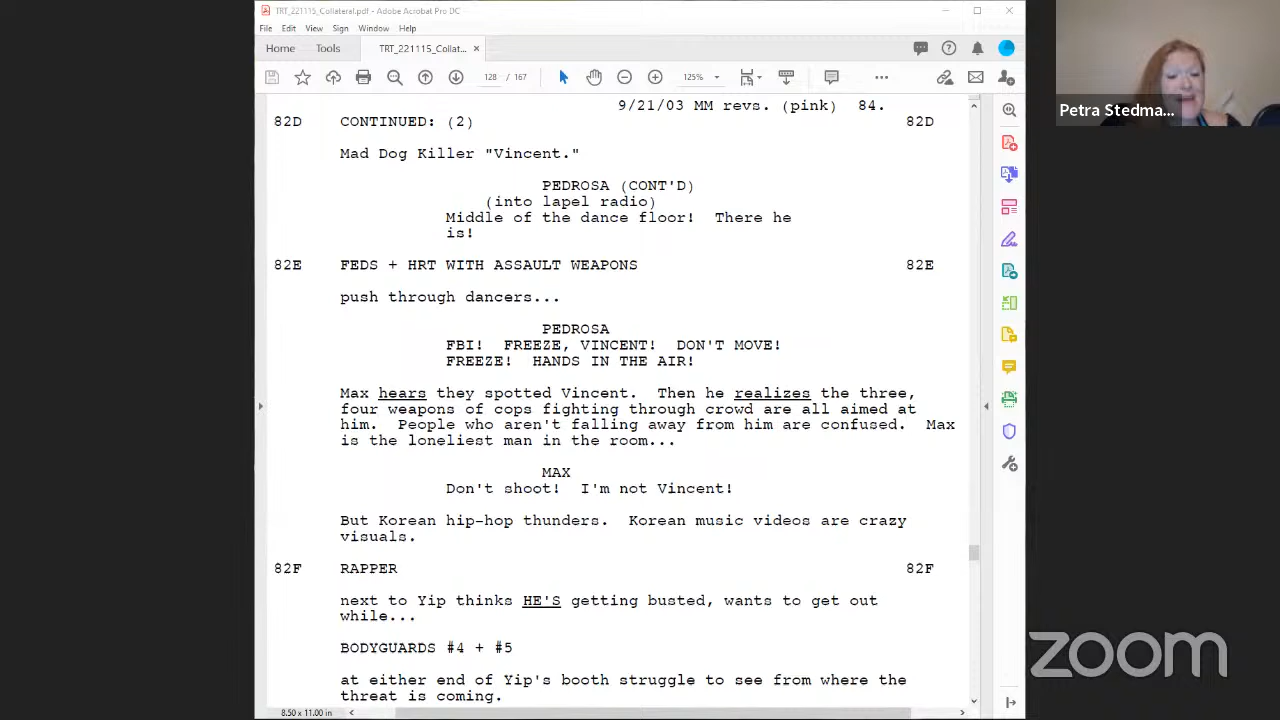 TRT_221115_Collateral.pdf - Adobe Acrobat Pro DC
File Edit View Sign Window Help
Home Tools TRT_221115_Collat... ×
128 / 167 125%
9/21/03 MM revs. (pink) 84.
82D CONTINUED: (2) 82D
Mad Dog Killer "Vincent."
PEDROSA (CONT'D)
(into lapel radio)
Middle of the dance floor! There he
is!
82E FEDS + HRT WITH ASSAULT WEAPONS 82E
push through dancers...
PEDROSA
FBI! FREEZE, VINCENT! DON'T MOVE!
FREEZE! HANDS IN THE AIR!
Max hears they spotted Vincent. Then he realizes the three,
four weapons of cops fighting through crowd are all aimed at
him. People who aren't falling away from him are confused. Max
is the loneliest man in the room...
MAX
Don't shoot! I'm not Vincent!
But Korean hip-hop thunders. Korean music videos are crazy
visuals.
82F RAPPER 82F
next to Yip thinks HE'S getting busted, wants to get out
while...
BODYGUARDS #4 + #5
at either end of Yip's booth struggle to see from where the
threat is coming.
8.50 x 11.00 in
Petra Stedma...
zoom